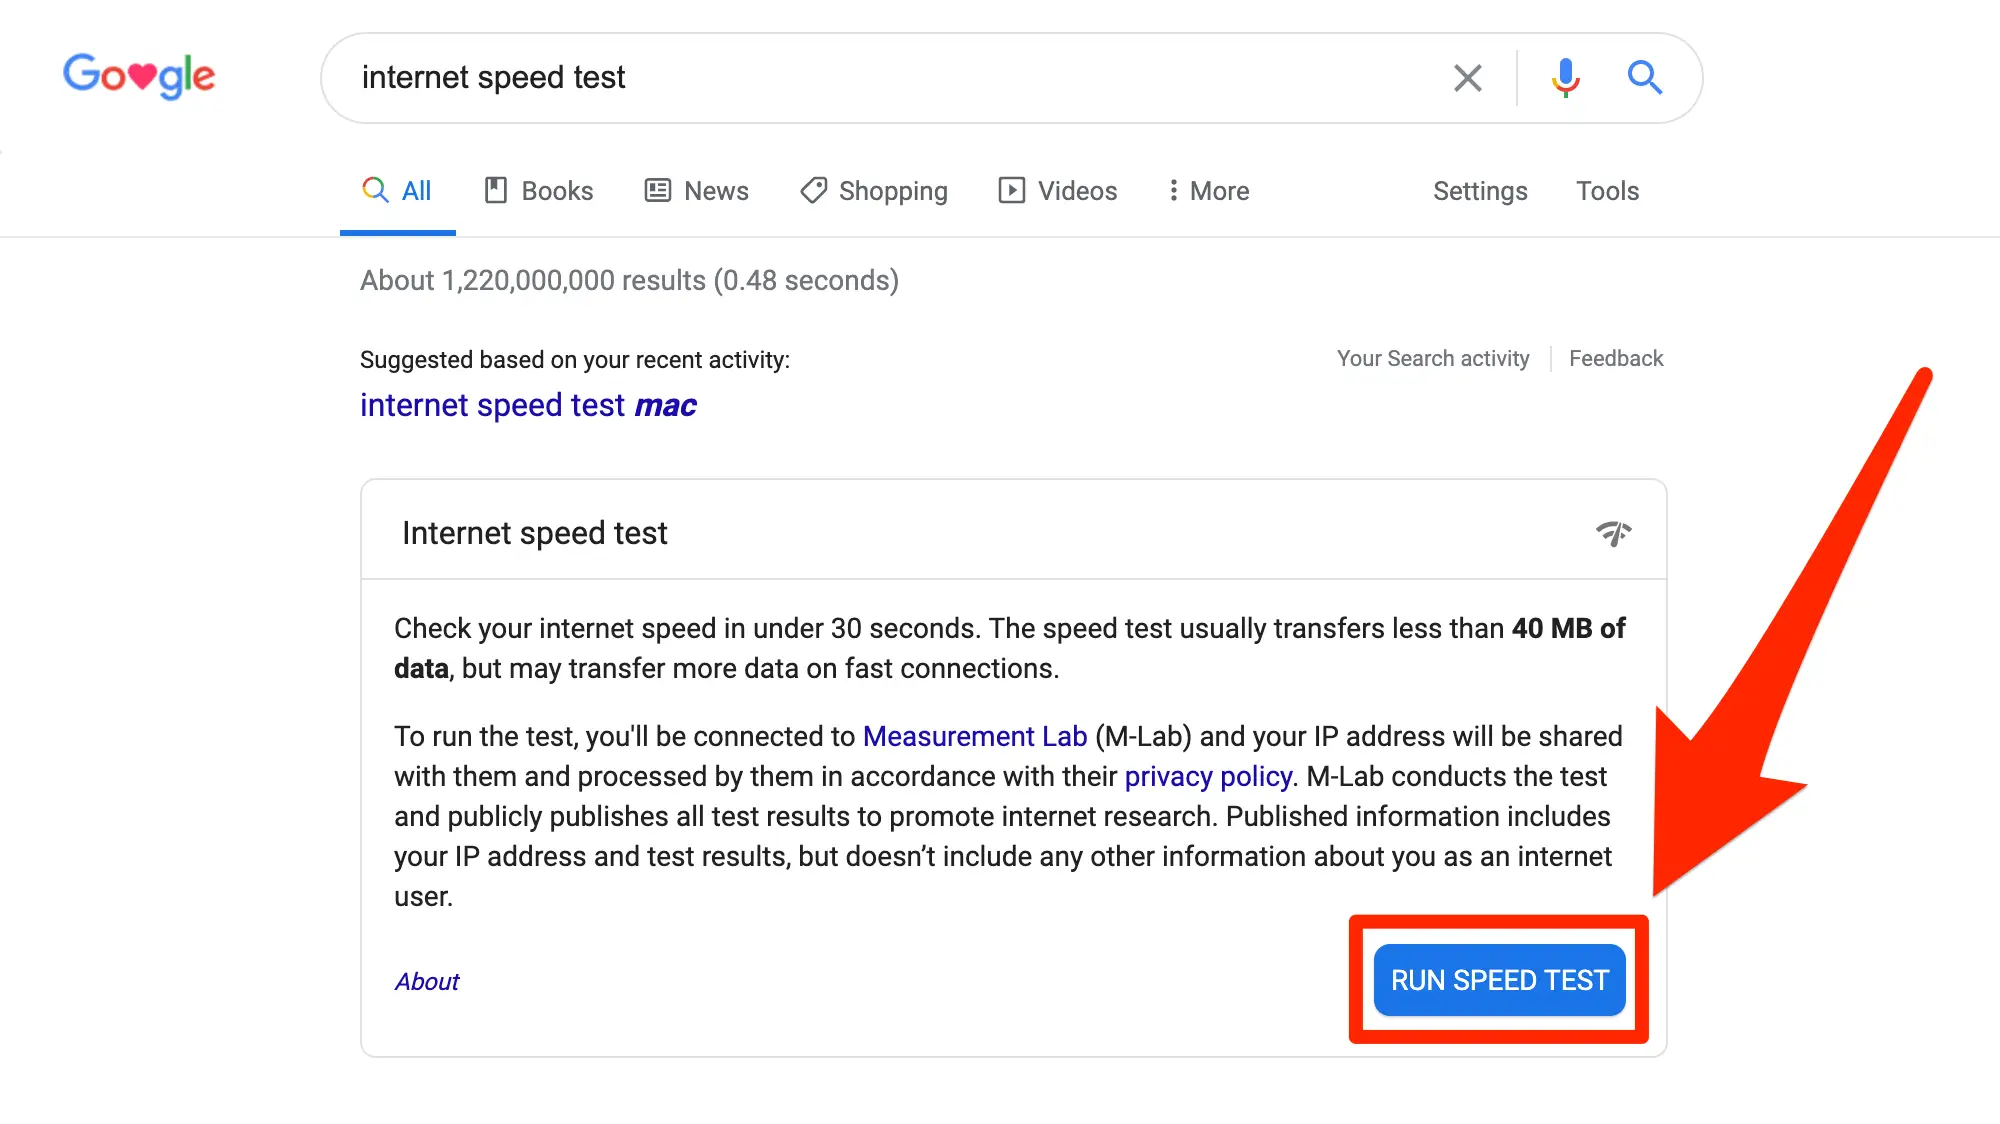 Google
internet speed test
All Books News Shopping Videos More Settings Tools
About 1,220,000,000 results (0.48 seconds)
Suggested based on your recent activity:
Your Search activity Feedback
internet speed test mac
Internet speed test
Check your internet speed in under 30 seconds. The speed test usually transfers less than 40 MB of
data, but may transfer more data on fast connections.
To run the test, you'll be connected to Measurement Lab (M-Lab) and your IP address will be shared
with them and processed by them in accordance with their privacy policy. M-Lab conducts the test
and publicly publishes all test results to promote internet research. Published information includes
your IP address and test results, but doesn’t include any other information about you as an internet
user.
About
RUN SPEED TEST